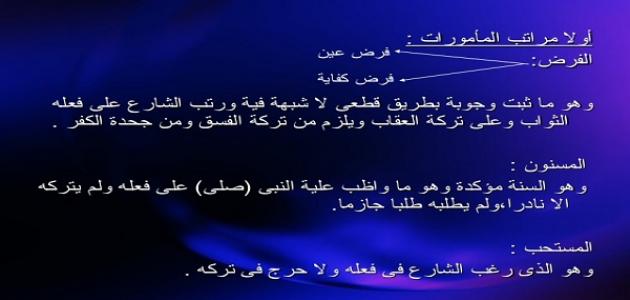 أولا مراتب المأمورات :
فرض عين
الفرض:
فرض كفاية
وهو ما ثبت وجوبة بطريق قطعى لا شبهة فية ورتب الشارع على فعله
الثواب وعلى تركة العقاب ويلزم من تركة الفسق ومن جحدة الكفر .
المسنون :
وهو السنة مؤكدة وهو ما واظب علية النبى (صلى) على فعله ولم يتركه
الا نادرا،ولم يطلبه طلبا جازما.
المستحب :
وهو الذى رغب الشارع فى فعله ولا حرج فى تركه .